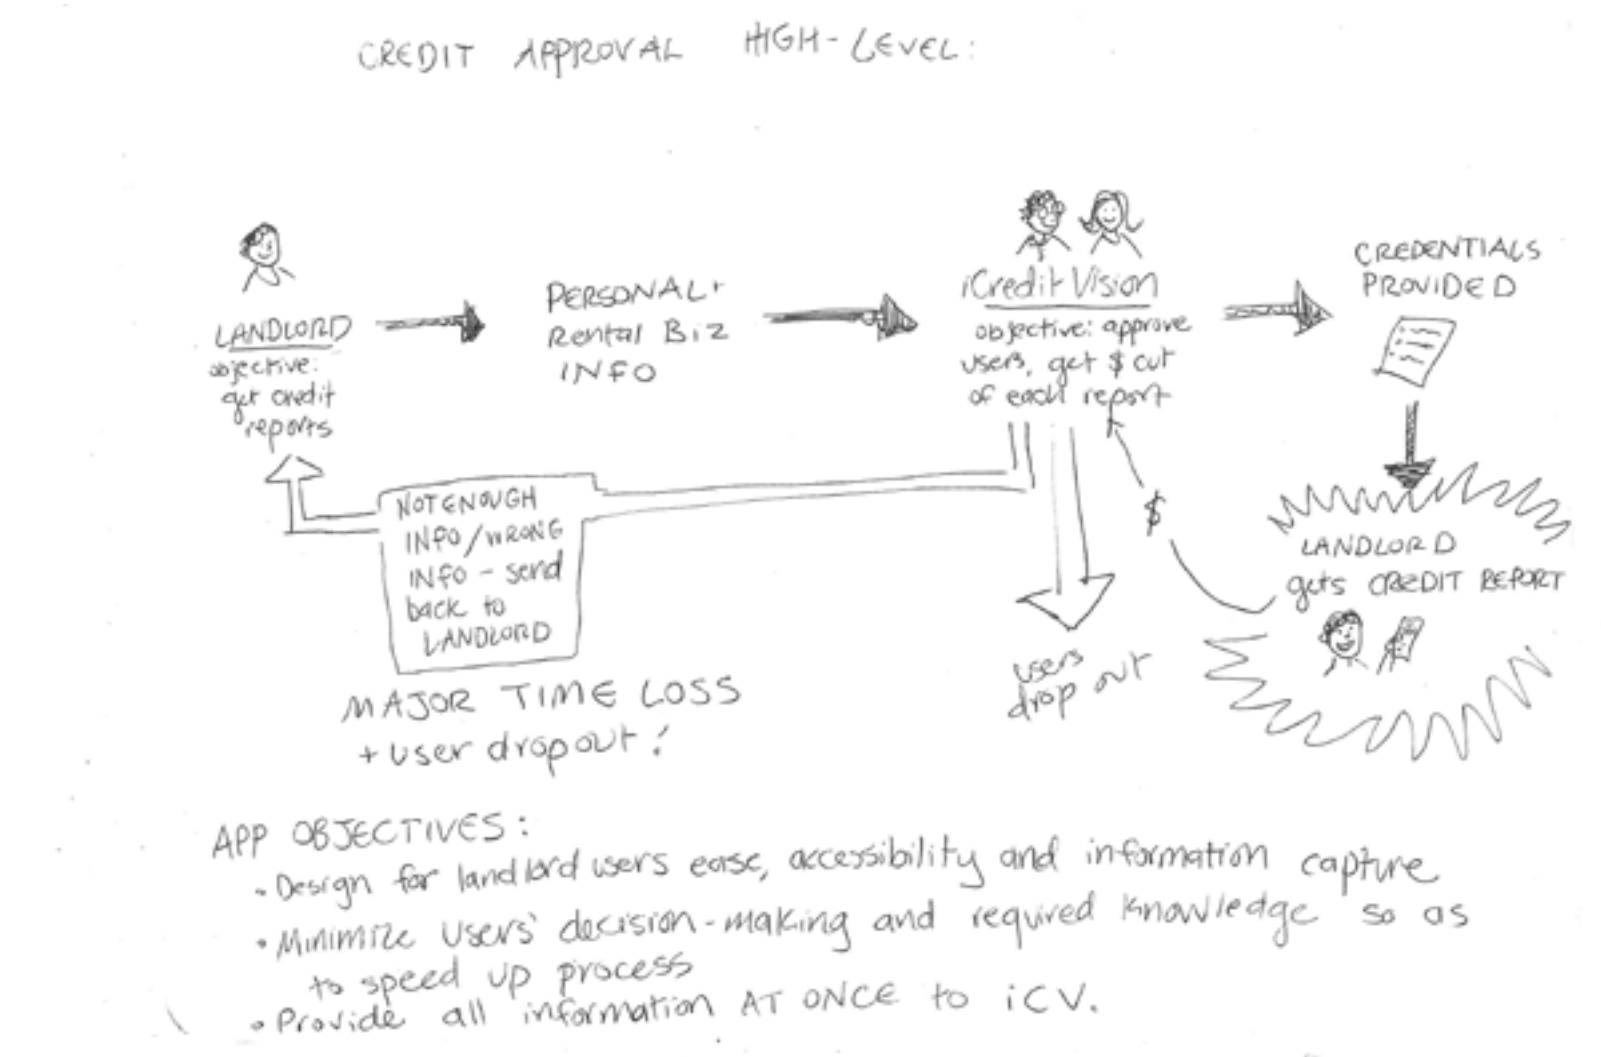 CREDIT APPROVAL HIGH-LEVEL:
LANDLORD
objective:
get credit
reports
PERSONAL+
Rental Biz
INFO
iCredit Vision
objective: approve
users, get $ cut
of each report
CREDENTIALS
PROVIDED
NOT ENOUGH
INFO/WRONG
INFO - send
back to
LANDLORD
MAJOR TIME LOSS
+ user dropout!
users
drop out
$
LANDLORD
gets CREDIT REPORT
APP OBJECTIVES:
• Design for landlord users ease, accessibility and information capture
• Minimize users' decision-making and required knowledge so as
to speed up process
• Provide all information AT ONCE to iCV.